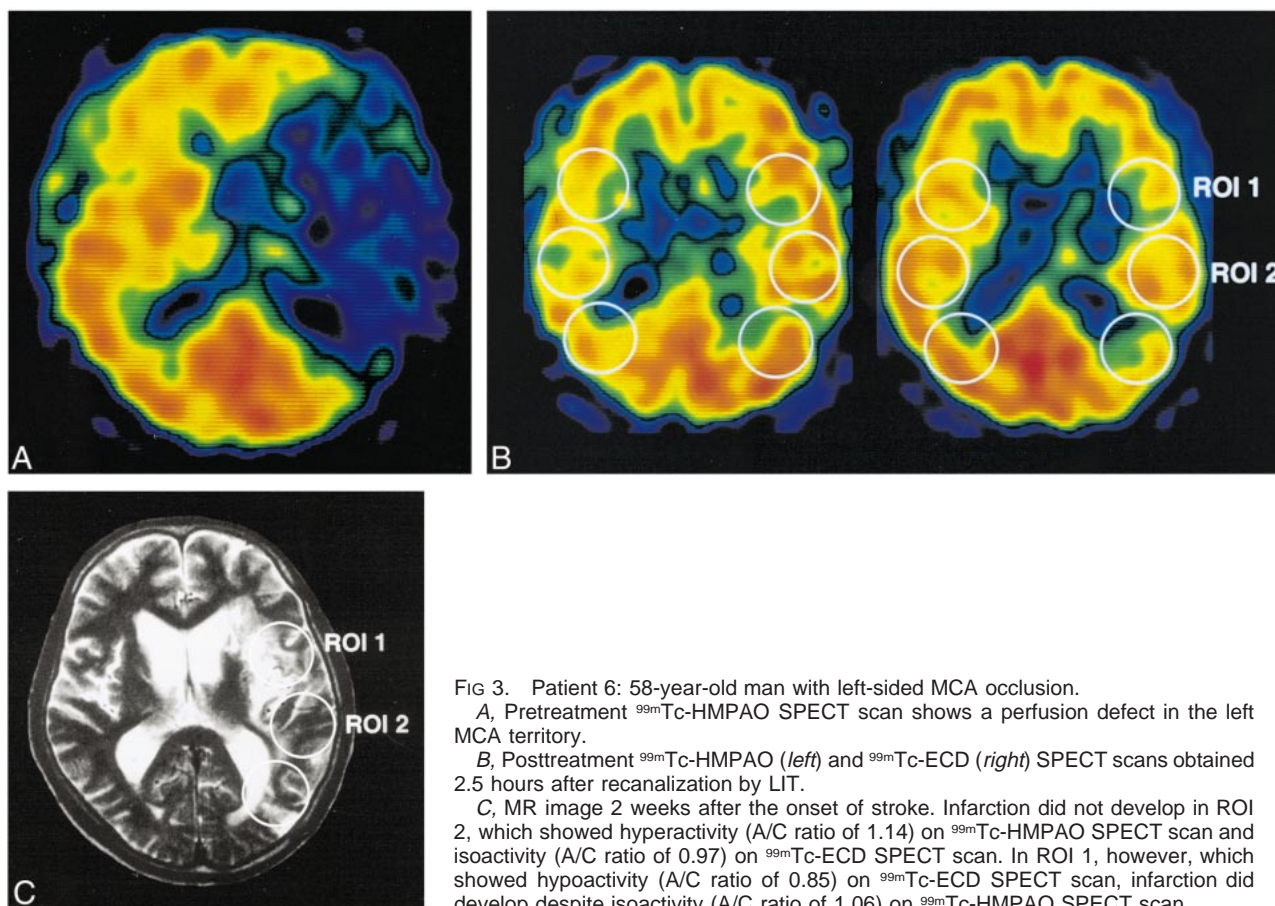 A
B
ROI 1
ROI 2
C
ROI 1
ROI 2
FIG 3. Patient 6: 58-year-old man with left-sided MCA occlusion.
A, Pretreatment ⁹⁹ᵐTc-HMPAO SPECT scan shows a perfusion defect in the left
MCA territory.
B, Posttreatment ⁹⁹ᵐTc-HMPAO (left) and ⁹⁹ᵐTc-ECD (right) SPECT scans obtained
2.5 hours after recanalization by LIT.
C, MR image 2 weeks after the onset of stroke. Infarction did not develop in ROI
2, which showed hyperactivity (A/C ratio of 1.14) on ⁹⁹ᵐTc-HMPAO SPECT scan and
isoactivity (A/C ratio of 0.97) on ⁹⁹ᵐTc-ECD SPECT scan. In ROI 1, however, which
showed hypoactivity (A/C ratio of 0.85) on ⁹⁹ᵐTc-ECD SPECT scan, infarction did
develop despite isoactivity (A/C ratio of 1.06) on ⁹⁹ᵐTc-HMPAO SPECT scan